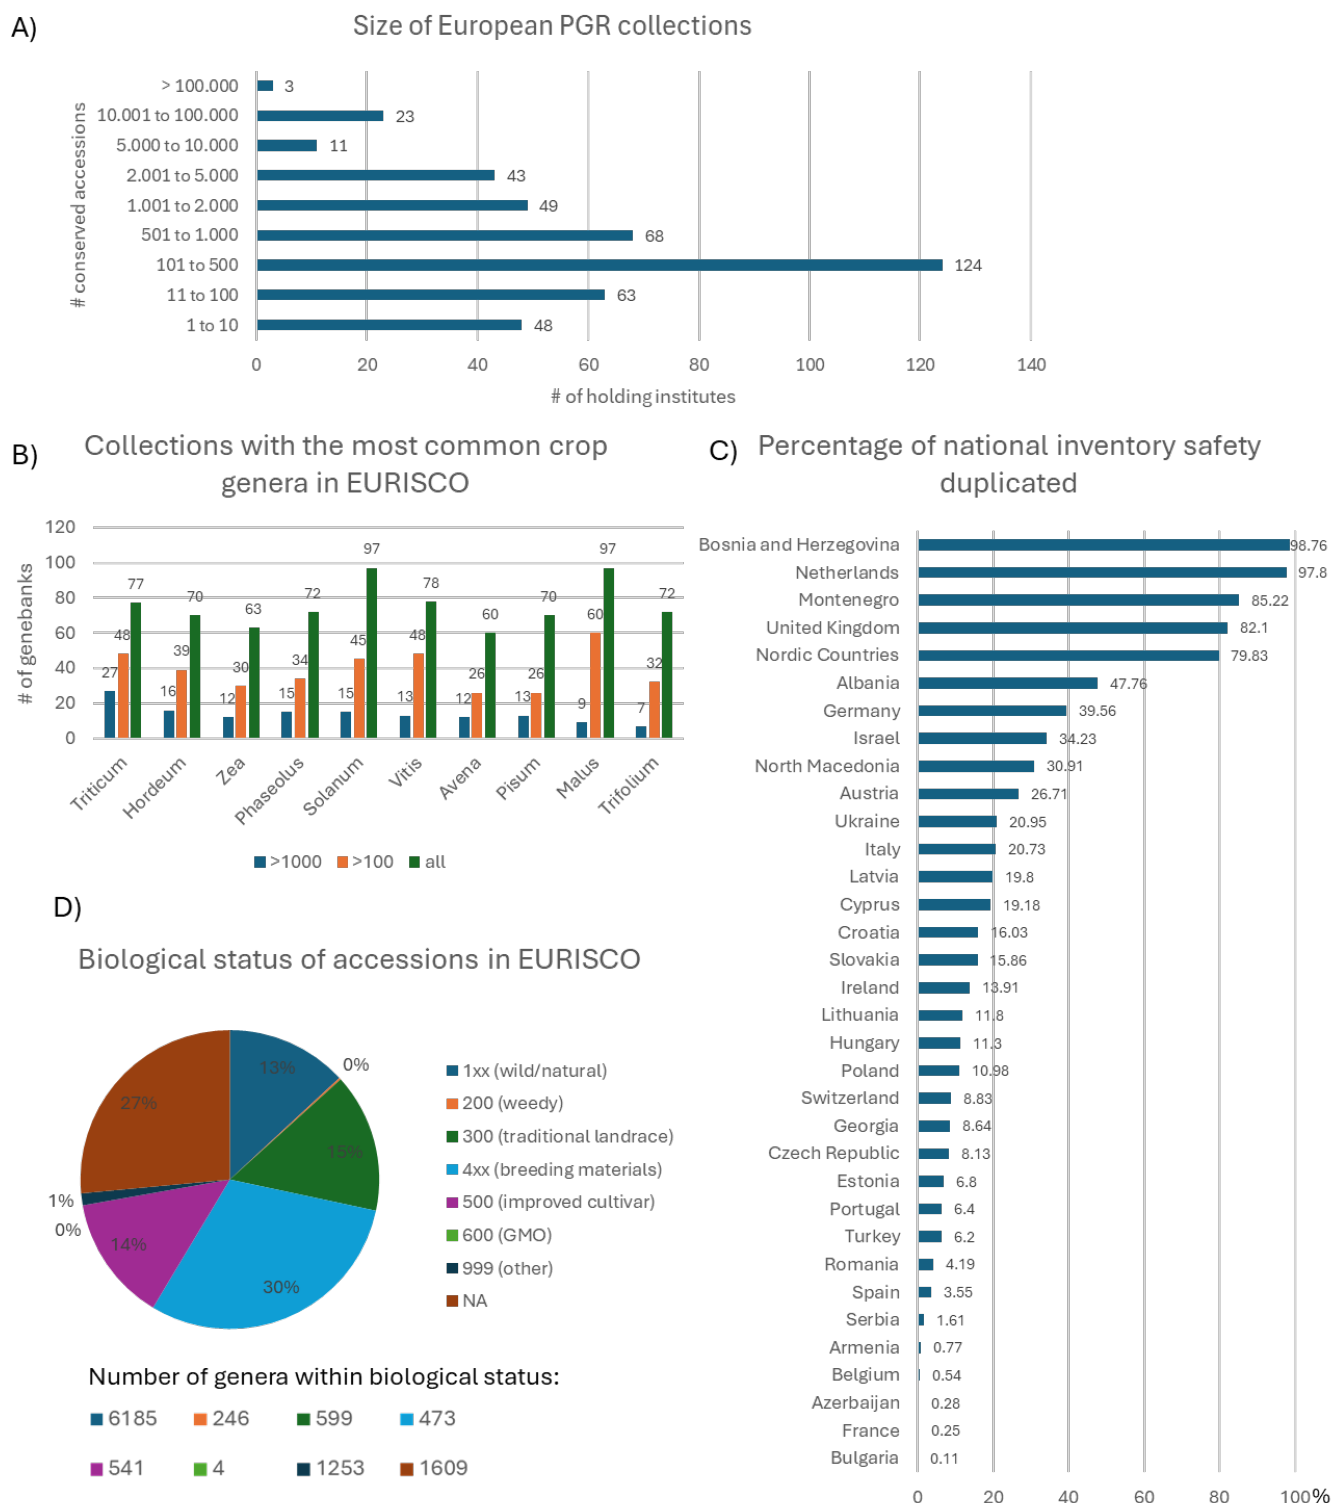 A)
Size of European PGR collections
# conserved accessions
> 100.000 3
10.001 to 100.000 23
5.000 to 10.000 11
2.001 to 5.000 43
1.001 to 2.000 49
501 to 1.000 68
101 to 500 124
11 to 100 63
1 to 10 48
0 20 40 60 80 100 120 140
# of holding institutes
B)
Collections with the most common crop
genera in EURISCO
# of genebanks
120
100
80
60
40
20
0
27 48 77
16 39 70
12 30 63
15 34 72
15 45 97
13 48 78
12 26 60
13 26 70
9 60 97
7 32 72
Triticum
Hordeum
Zea
Phaseolus
Solanum
Vitis
Avena
Pisum
Malus
Trifolium
>1000 >100 all
C)
Percentage of national inventory safety
duplicated
Bosnia and Herzegovina 98.76
Netherlands 97.8
Montenegro 85.22
United Kingdom 82.1
Nordic Countries 79.83
Albania 47.76
Germany 39.56
Israel 34.23
North Macedonia 30.91
Austria 26.71
Ukraine 20.95
Italy 20.73
Latvia 19.8
Cyprus 19.18
Croatia 16.03
Slovakia 15.86
Ireland 13.91
Lithuania 11.8
Hungary 11.3
Poland 10.98
Switzerland 8.83
Georgia 8.64
Czech Republic 8.13
Estonia 6.8
Portugal 6.4
Turkey 6.2
Romania 4.19
Spain 3.55
Serbia 1.61
Armenia 0.77
Belgium 0.54
Azerbaijan 0.28
France 0.25
Bulgaria 0.11
0 20 40 60 80 100%
D)
Biological status of accessions in EURISCO
13%
0%
15%
30%
14%
0%
1%
27%
1xx (wild/natural)
200 (weedy)
300 (traditional landrace)
4xx (breeding materials)
500 (improved cultivar)
600 (GMO)
999 (other)
NA
Number of genera within biological status:
6185 246 599 473
541 4 1253 1609